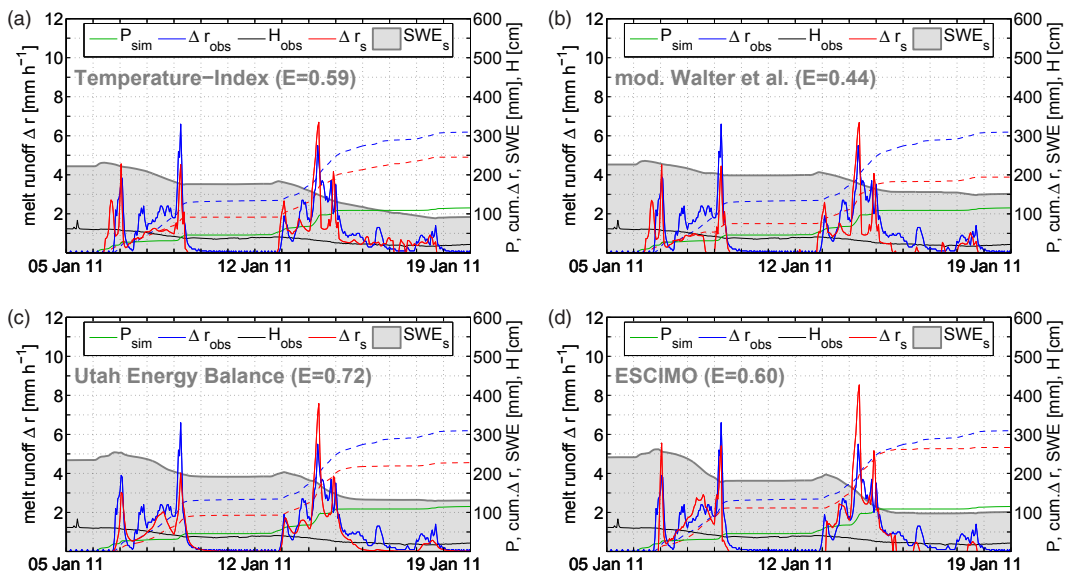 (a)
12
10
8
6
4
2
melt runoff Δ r [mm h⁻¹]
P_sim Δ r_obs H_obs Δ r_s SWE_s
Temperature−Index (E=0.59)
600
500
400
300
200
100
P, cum. Δ r, SWE [mm], H [cm]
05 Jan 11 12 Jan 11 19 Jan 11
(b)
12
10
8
6
4
2
melt runoff Δ r [mm h⁻¹]
P_sim Δ r_obs H_obs Δ r_s SWE_s
mod. Walter et al. (E=0.44)
600
500
400
300
200
100
P, cum. Δ r, SWE [mm], H [cm]
05 Jan 11 12 Jan 11 19 Jan 11
(c)
12
10
8
6
4
2
melt runoff Δ r [mm h⁻¹]
P_sim Δ r_obs H_obs Δ r_s SWE_s
Utah Energy Balance (E=0.72)
600
500
400
300
200
100
P, cum.Δ r, SWE [mm], H [cm]
05 Jan 11 12 Jan 11 19 Jan 11
(d)
12
10
8
6
4
2
melt runoff Δ r [mm h⁻¹]
P_sim Δ r_obs H_obs Δ r_s SWE_s
ESCIMO (E=0.60)
600
500
400
300
200
100
P, cum.Δ r, SWE [mm], H [cm]
05 Jan 11 12 Jan 11 19 Jan 11